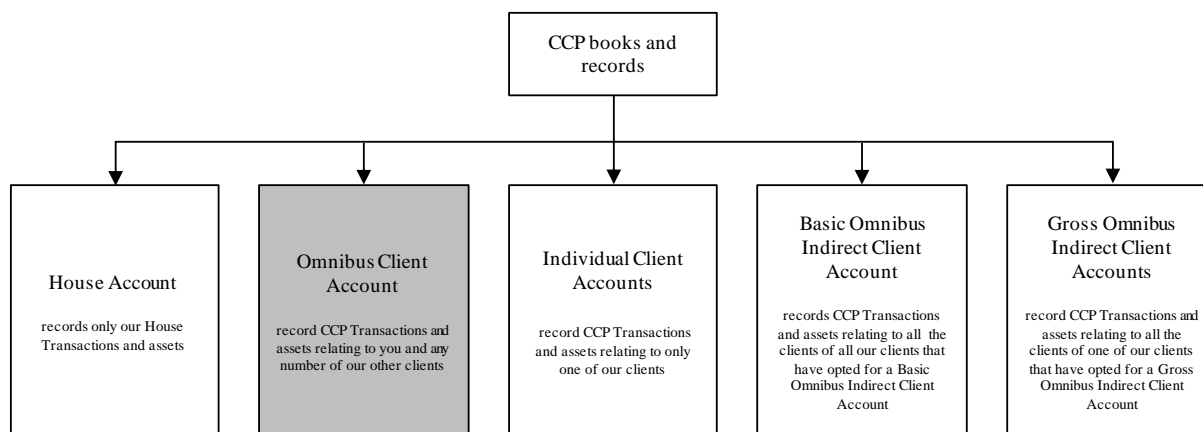 CCP books and
records
House Account
records only our House
Transactions and assets
Omnibus Client
Account
record CCP Transactions and
assets relating to you and any
number of our other clients
Individual Client
Accounts
record CCP Transactions
and assets relating to only
one of our clients
Basic Omnibus
Indirect Client
Account
records CCP Transactions
and assets relating to all the
clients of all our clients that
have opted for a Basic
Omnibus Indirect Client
Account
Gross Omnibus
Indirect Client
Accounts
record CCP Transactions and
assets relating to all the
clients of one of our clients
that have opted for a Gross
Omnibus Indirect Client
Account